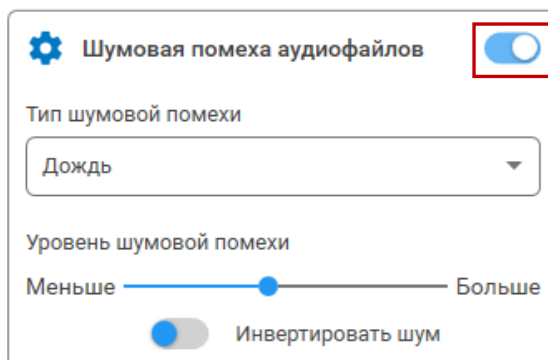 Шумовая помеха аудиофайлов
Тип шумовой помехи
Дождь
Уровень шумовой помехи
Меньше Больше
Инвертировать шум